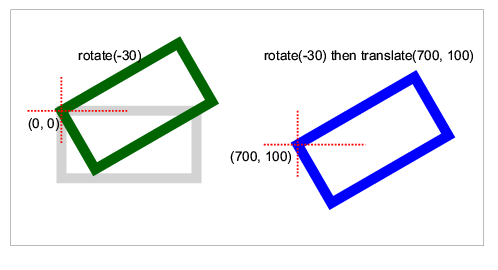 rotate(-30)
rotate(-30) then translate(700, 100)
(0, 0)
(700, 100)